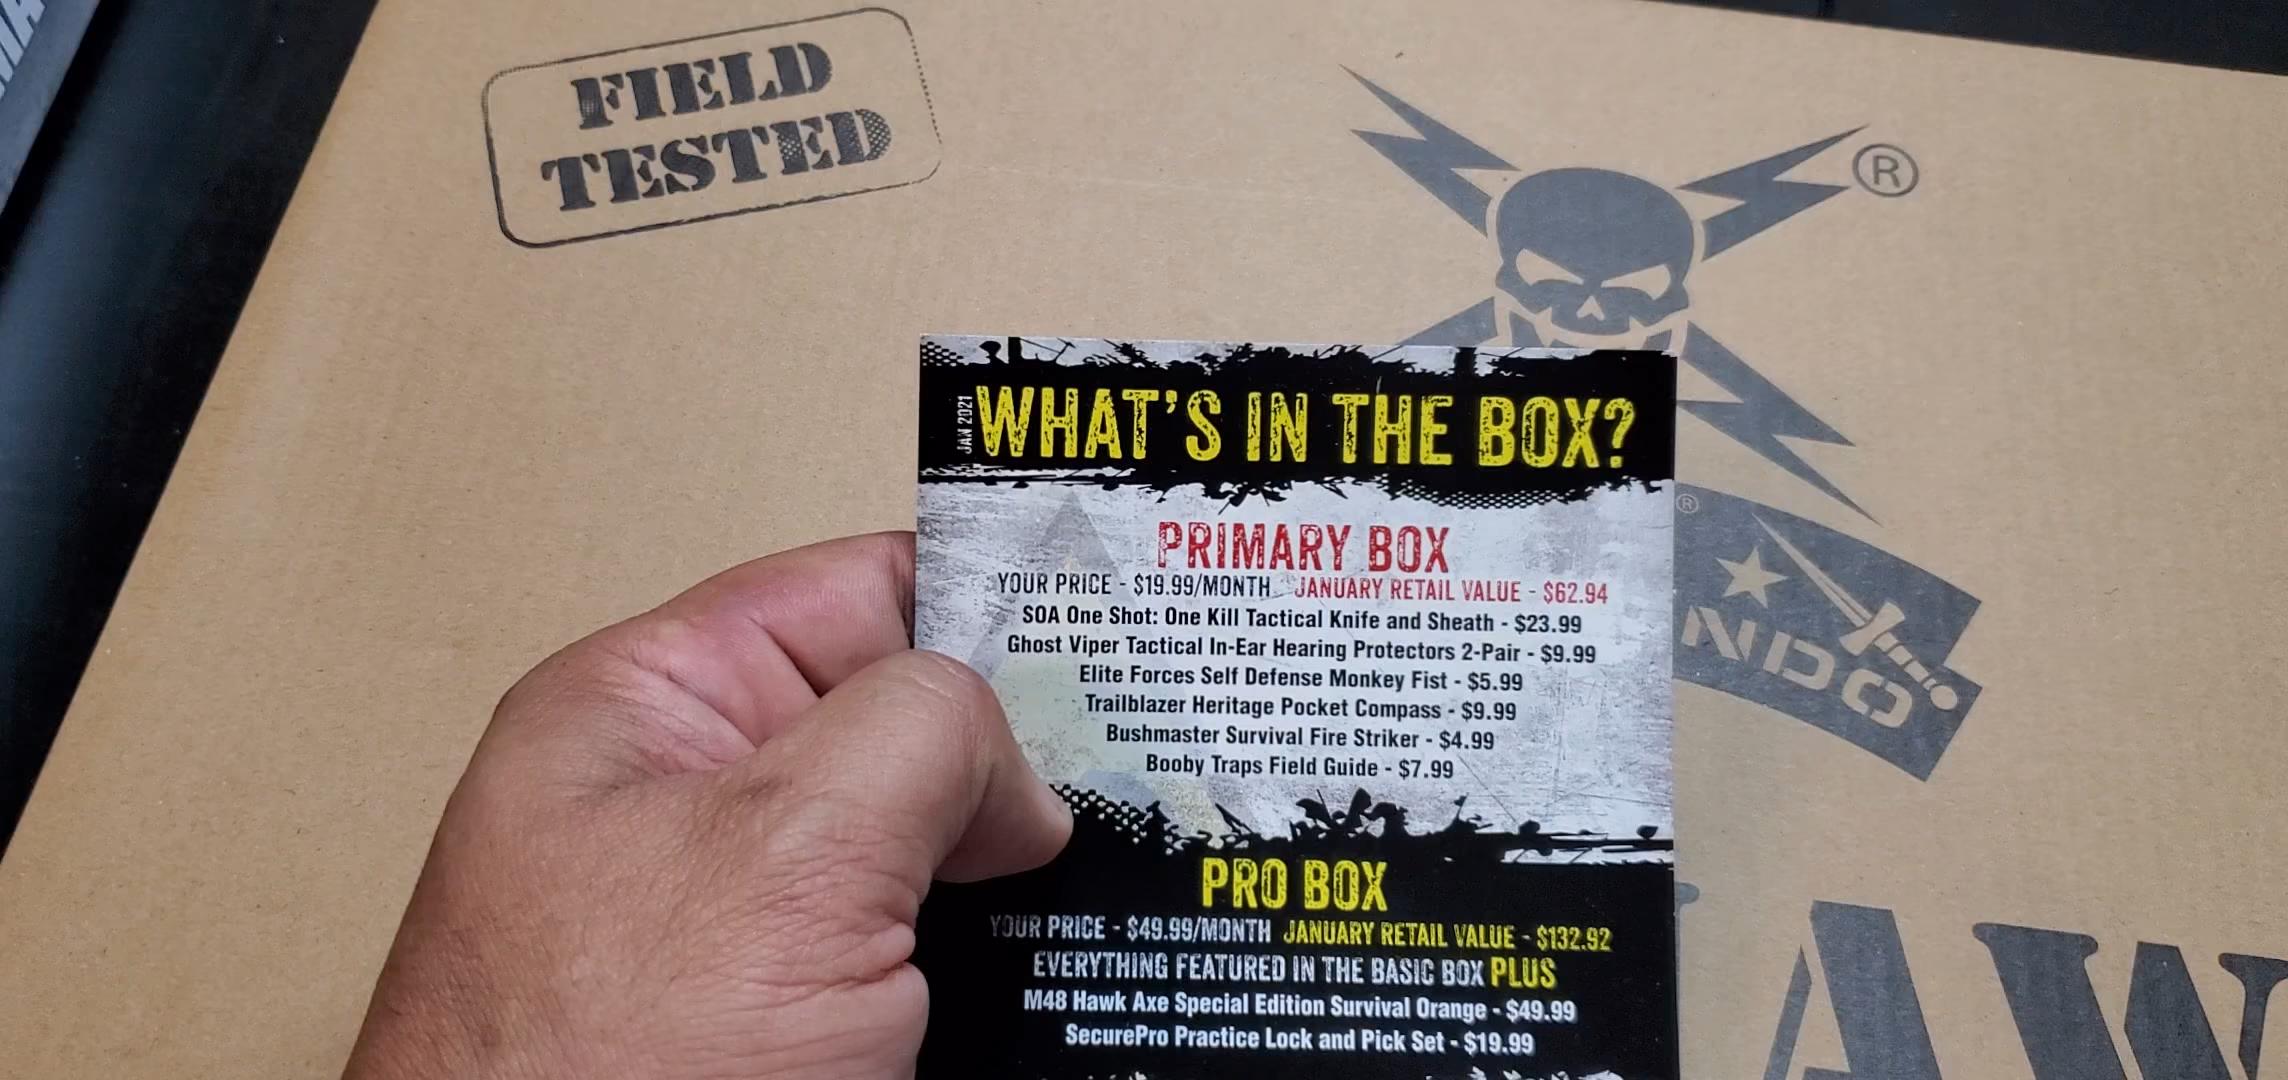 FIELD
TESTED
®
JAN 2021
WHAT'S IN THE BOX?
PRIMARY BOX
YOUR PRICE - $19.99/MONTH JANUARY RETAIL VALUE - $62.94
SOA One Shot: One Kill Tactical Knife and Sheath - $23.99
Ghost Viper Tactical In-Ear Hearing Protectors 2-Pair - $9.99
Elite Forces Self Defense Monkey Fist - $5.99
Trailblazer Heritage Pocket Compass - $9.99
Bushmaster Survival Fire Striker - $4.99
Booby Traps Field Guide - $7.99
PRO BOX
YOUR PRICE - $49.99/MONTH JANUARY RETAIL VALUE - $132.92
EVERYTHING FEATURED IN THE BASIC BOX PLUS
M48 Hawk Axe Special Edition Survival Orange - $49.99
SecurePro Practice Lock and Pick Set - $19.99
®
NDO
AW